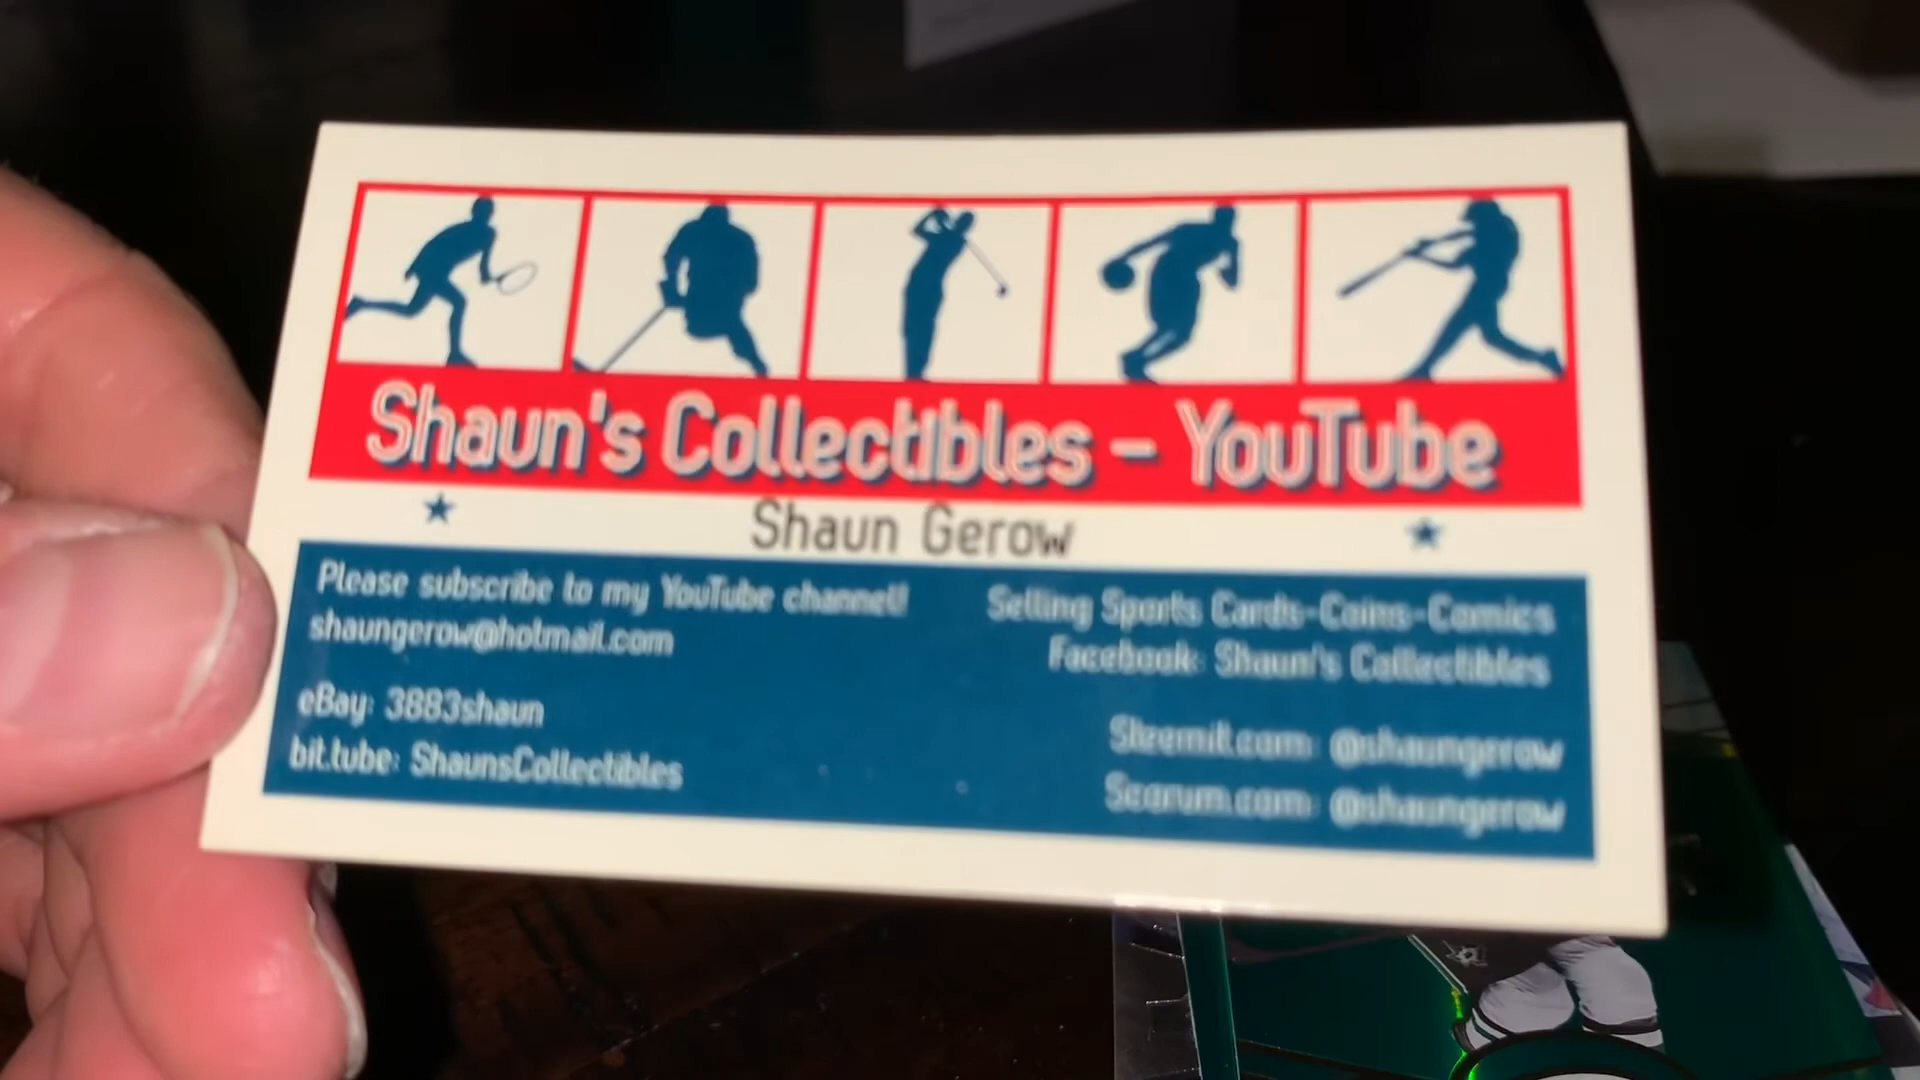 Shaun's Collectibles - YouTube
Shaun Gerow
Please subscribe to my YouTube channel!
shaungerow@hotmail.com
eBay: 3883shaun
bit.tube: ShaunsCollectibles
Selling Sports Cards-Coins-Comics
Facebook: Shaun's Collectibles
Steemit.com: @shaungerow
Scorum.com: @shaungerow